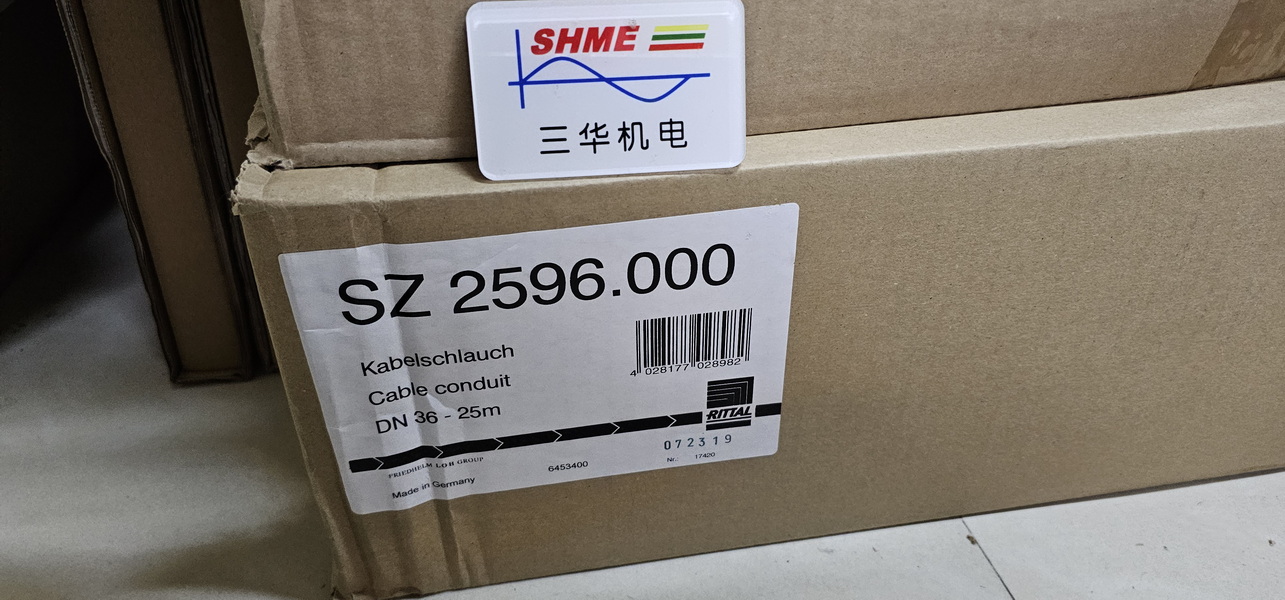 SHME
三华机电
SZ 2596.000
Kabelschlauch
Cable conduit
DN 36 - 25m
4 028177 028982
RITTAL
072319
FRIEDHELM LOH GROUP
6453400
Nr.: 17420
Made in Germany